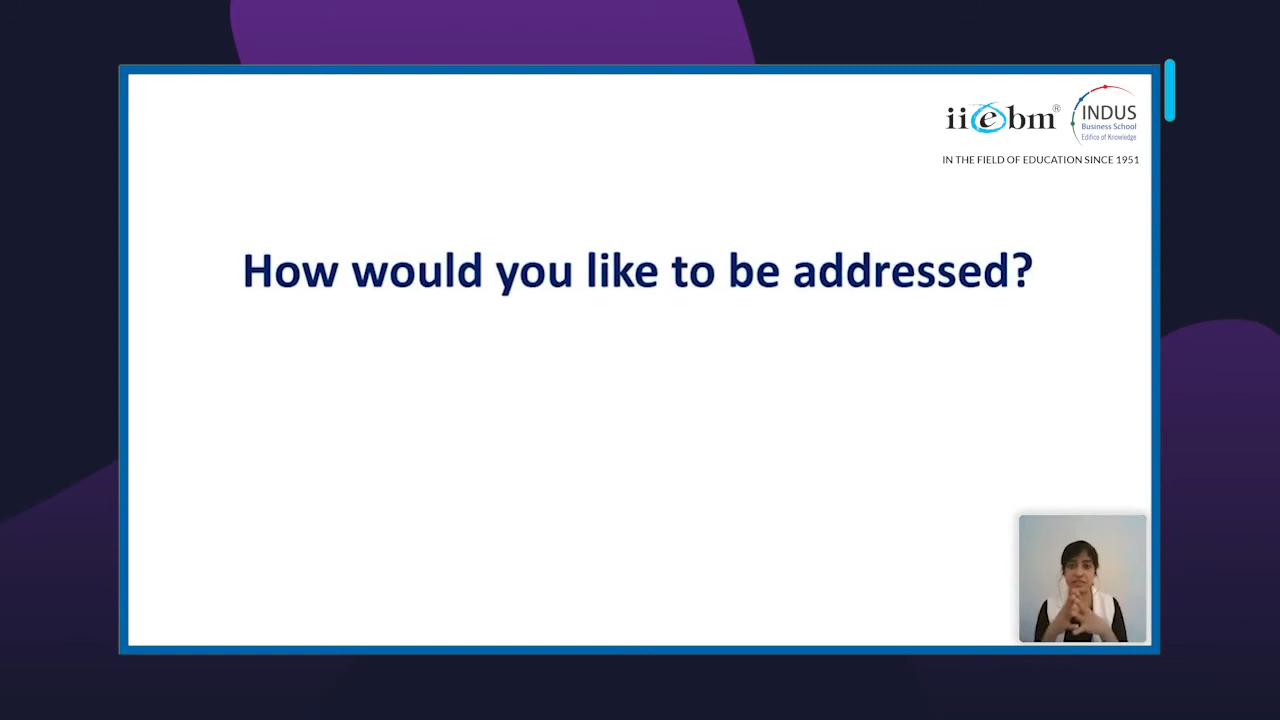 iiebm®
INDUS
Business School
Edifice of Knowledge
IN THE FIELD OF EDUCATION SINCE 1951
How would you like to be addressed?